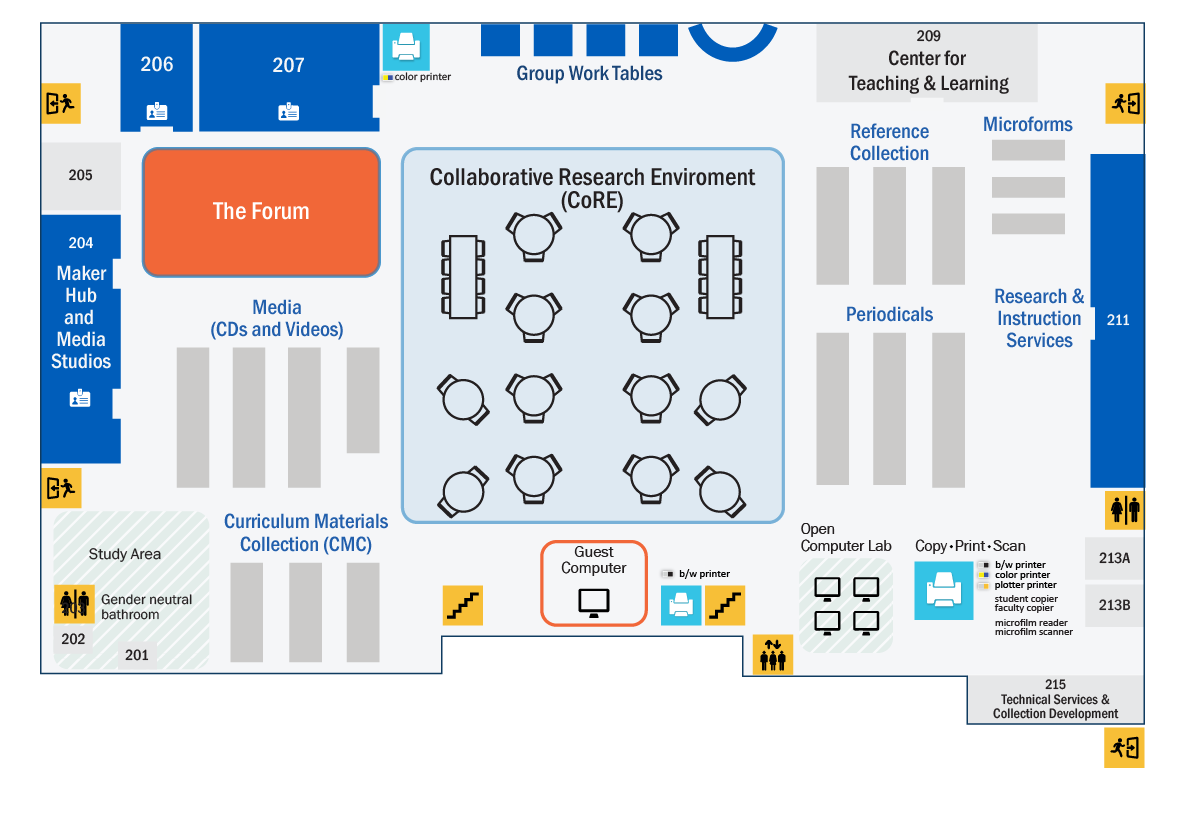 206
207
color printer
Group Work Tables
209
Center for
Teaching & Learning
205
The Forum
Collaborative Research Enviroment
(CoRE)
Reference
Collection
Microforms
204
Maker
Hub
and
Media
Studios
Media
(CDs and Videos)
Periodicals
Research &
Instruction
Services
211
Study Area
Gender neutral
bathroom
202
201
Curriculum Materials
Collection (CMC)
Guest
Computer
b/w printer
Open
Computer Lab
Copy•Print•Scan
b/w printer
color printer
plotter printer
student copier
faculty copier
microfilm reader
microfilm scanner
213A
213B
215
Technical Services &
Collection Development